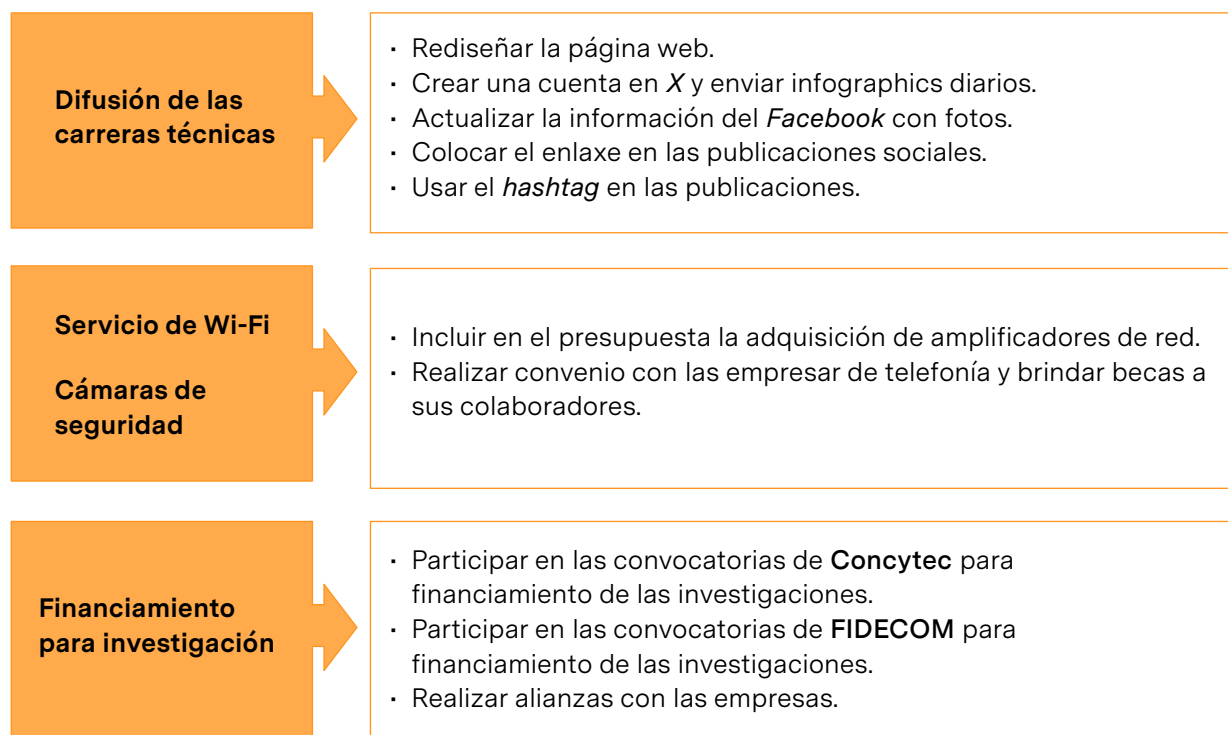 Difusión de las
carreras técnicas
· Rediseñar la página web.
· Crear una cuenta en X y enviar infographics diarios.
· Actualizar la información del Facebook con fotos.
· Colocar el enlaxe en las publicaciones sociales.
· Usar el hashtag en las publicaciones.
Servicio de Wi-Fi
Cámaras de
seguridad
· Incluir en el presupuesta la adquisición de amplificadores de red.
· Realizar convenio con las empresar de telefonía y brindar becas a
sus colaboradores.
Financiamiento
para investigación
· Participar en las convocatorias de Concytec para
financiamiento de las investigaciones.
· Participar en las convocatorias de FIDECOM para
financiamiento de las investigaciones.
· Realizar alianzas con las empresas.